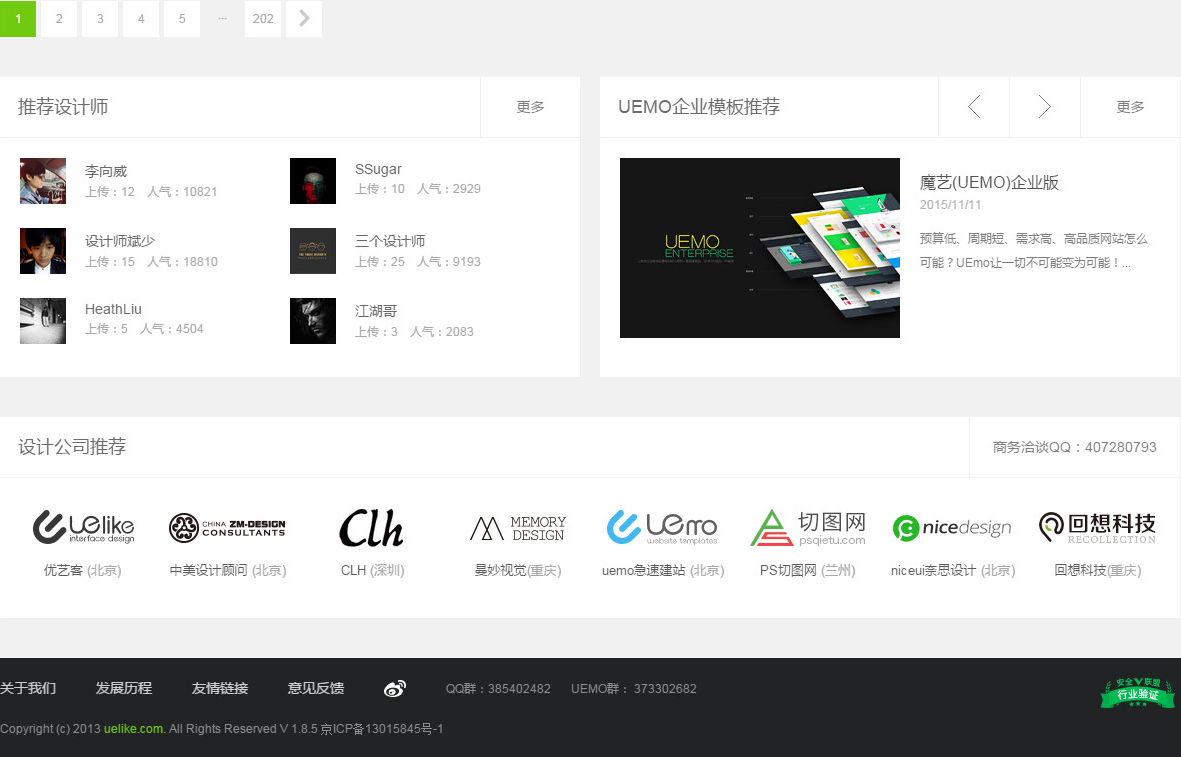 1 2 3 4 5 ... 202
推荐设计师 更多
李向威
上传：12 人气：10821
SSugar
上传：10 人气：2929
设计师斌少
上传：15 人气：18810
三个设计师
上传：25 人气：9193
HeathLiu
上传：5 人气：4504
江湖哥
上传：3 人气：2083
UEMO企业模板推荐 更多
UEMO
ENTERPRISE
魔艺(UEMO)企业版
2015/11/11
预算低、周期短、需求高、高品质网站怎么
可能？UEmo让一切不可能变为可能！...
设计公司推荐 商务洽谈QQ：407280793
uelike
interface design
优艺客 (北京)
CHINA ZM-DESIGN
CONSULTANTS
中美设计顾问 (北京)
Clh
CLH (深圳)
MEMORY
DESIGN
曼妙视觉(重庆)
uemo
website templates
uemo急速建站 (北京)
切图网
psqietu.com
PS切图网 (兰州)
nicedesign
niceui奈思设计 (北京)
回想科技
RECOLLECTION
回想科技(重庆)
关于我们 发展历程 友情链接 意见反馈 QQ群：385402482 UEMO群： 373302682
安全V联盟
行业验证
Copyright (c) 2013 uelike.com. All Rights Reserved V 1.8.5 京ICP备13015845号-1